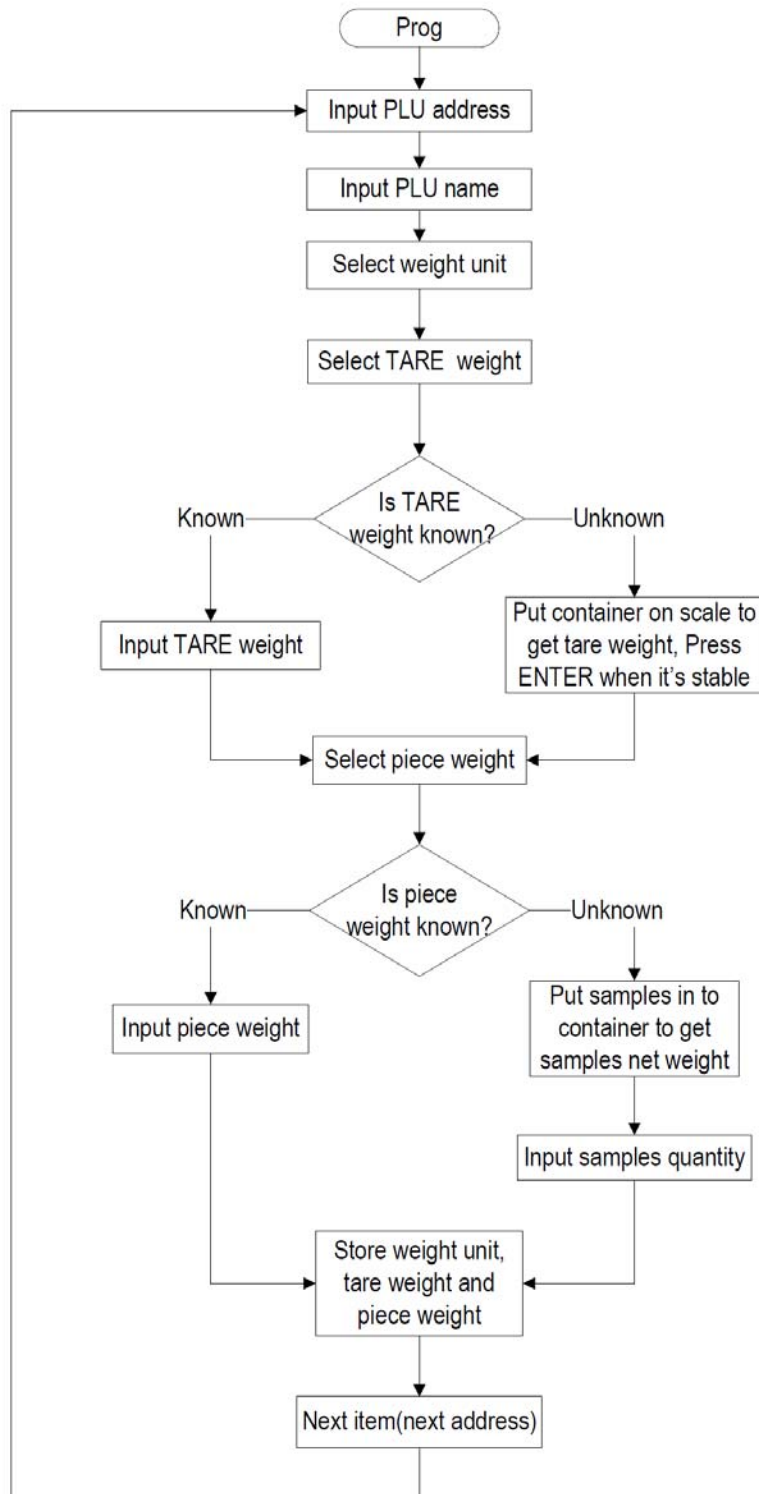 Prog
Input PLU address
Input PLU name
Select weight unit
Select TARE weight
Is TARE
weight known?
Known
Unknown
Input TARE weight
Put container on scale to
get tare weight, Press
ENTER when it's stable
Select piece weight
Is piece
weight known?
Known
Unknown
Input piece weight
Put samples in to
container to get
samples net weight
Input samples quantity
Store weight unit,
tare weight and
piece weight
Next item(next address)